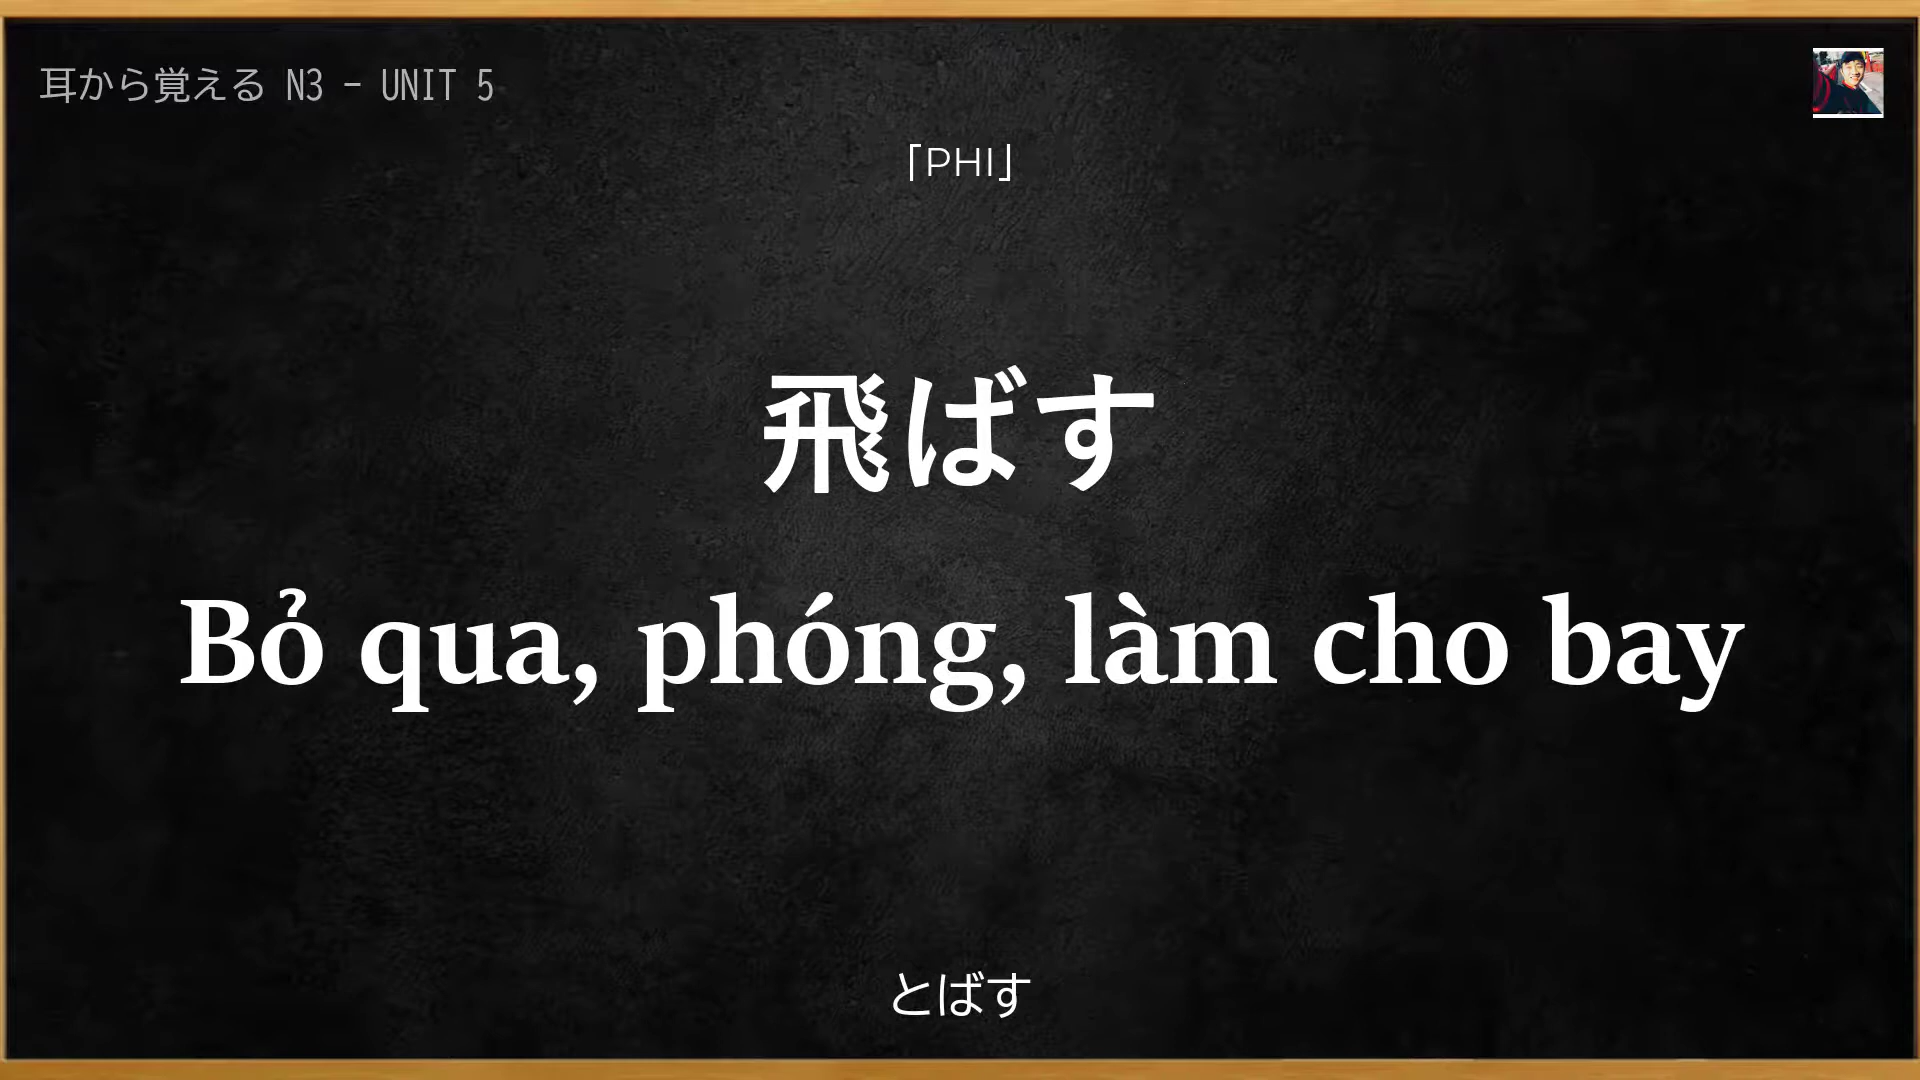 耳から覚える N3 - UNIT 5
「PHI」
飛ばす
Bỏ qua, phóng, làm cho bay
とばす